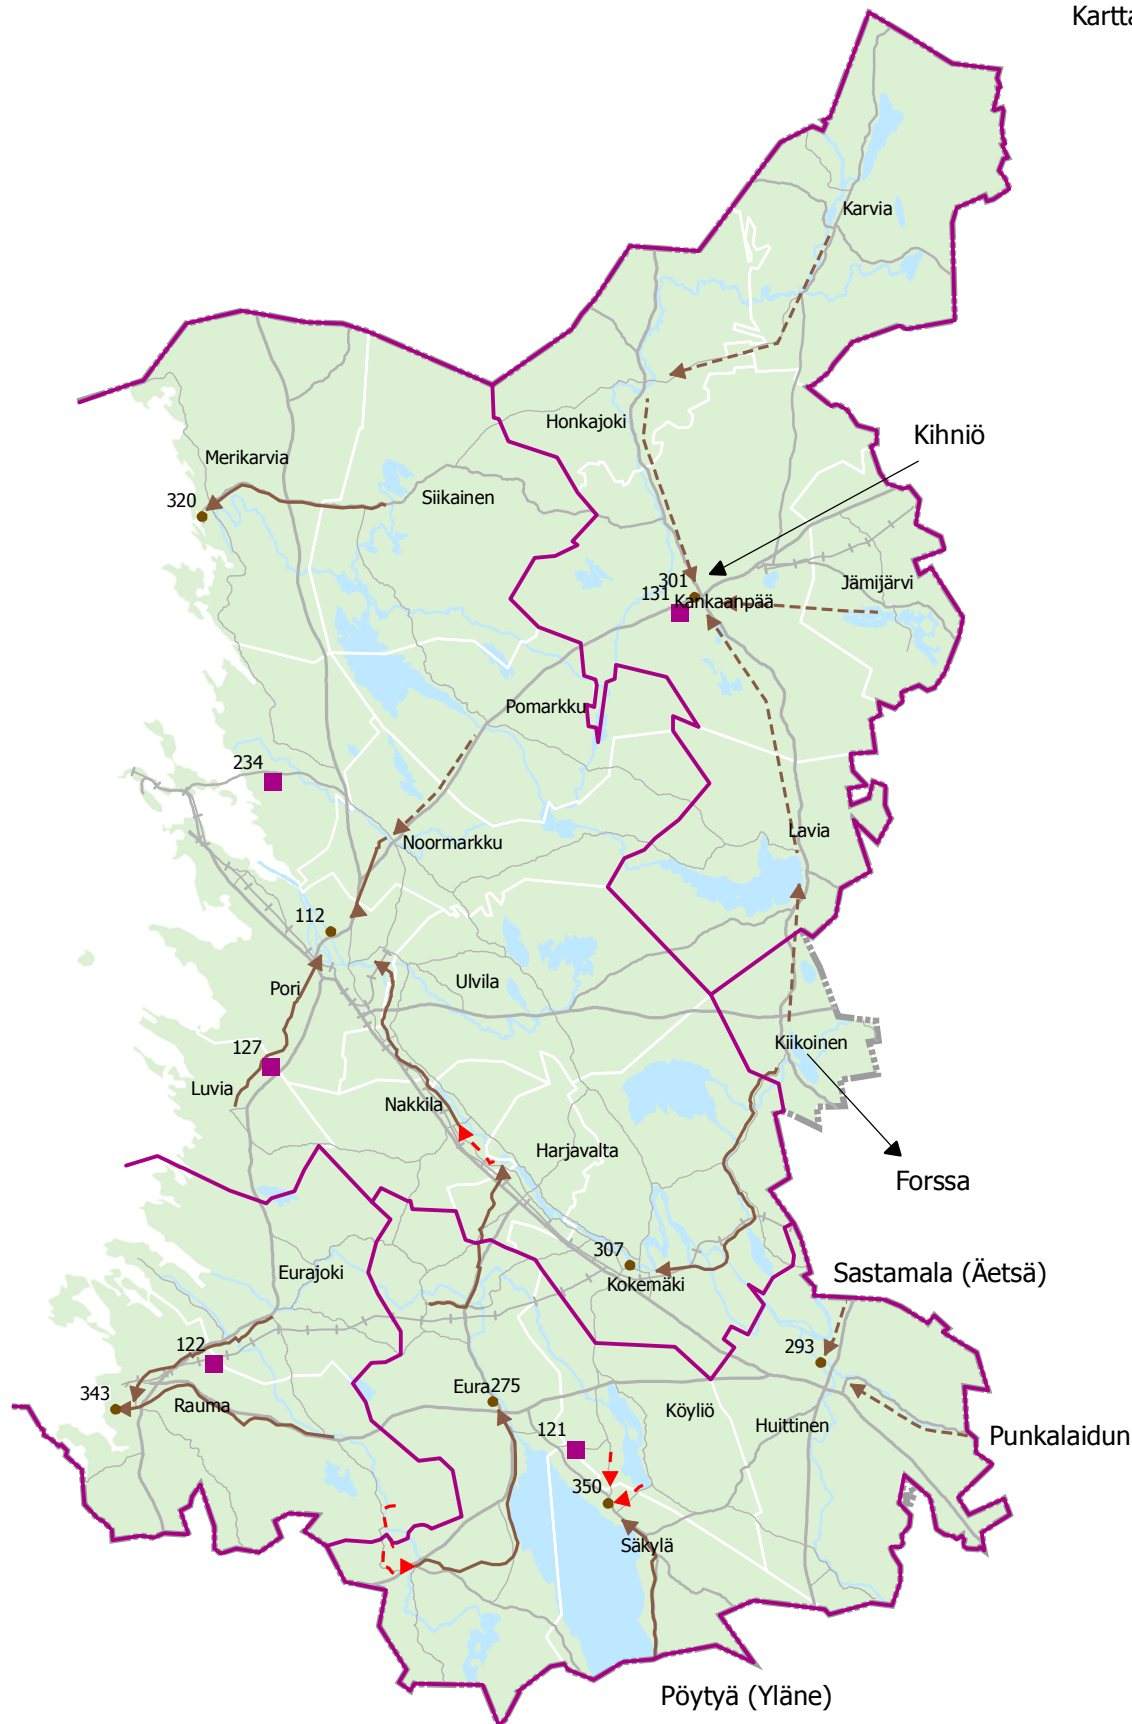 Kartta
Karvia
Honkajoki
Kihniö
Merikarvia
Siikainen
320
301
Jämijärvi
131
Kankaanpää
Pomarkku
234
Lavia
Noormarkku
112
Ulvila
Pori
Kiikoinen
127
Luvia
Nakkila
Harjavalta
Forssa
307
Eurajoki
Sastamala (Äetsä)
Kokemäki
122
293
Eura
275
343
Rauma
Köyliö
Huittinen
121
Punkalaidun
350
Säkylä
Pöytyä (Yläne)